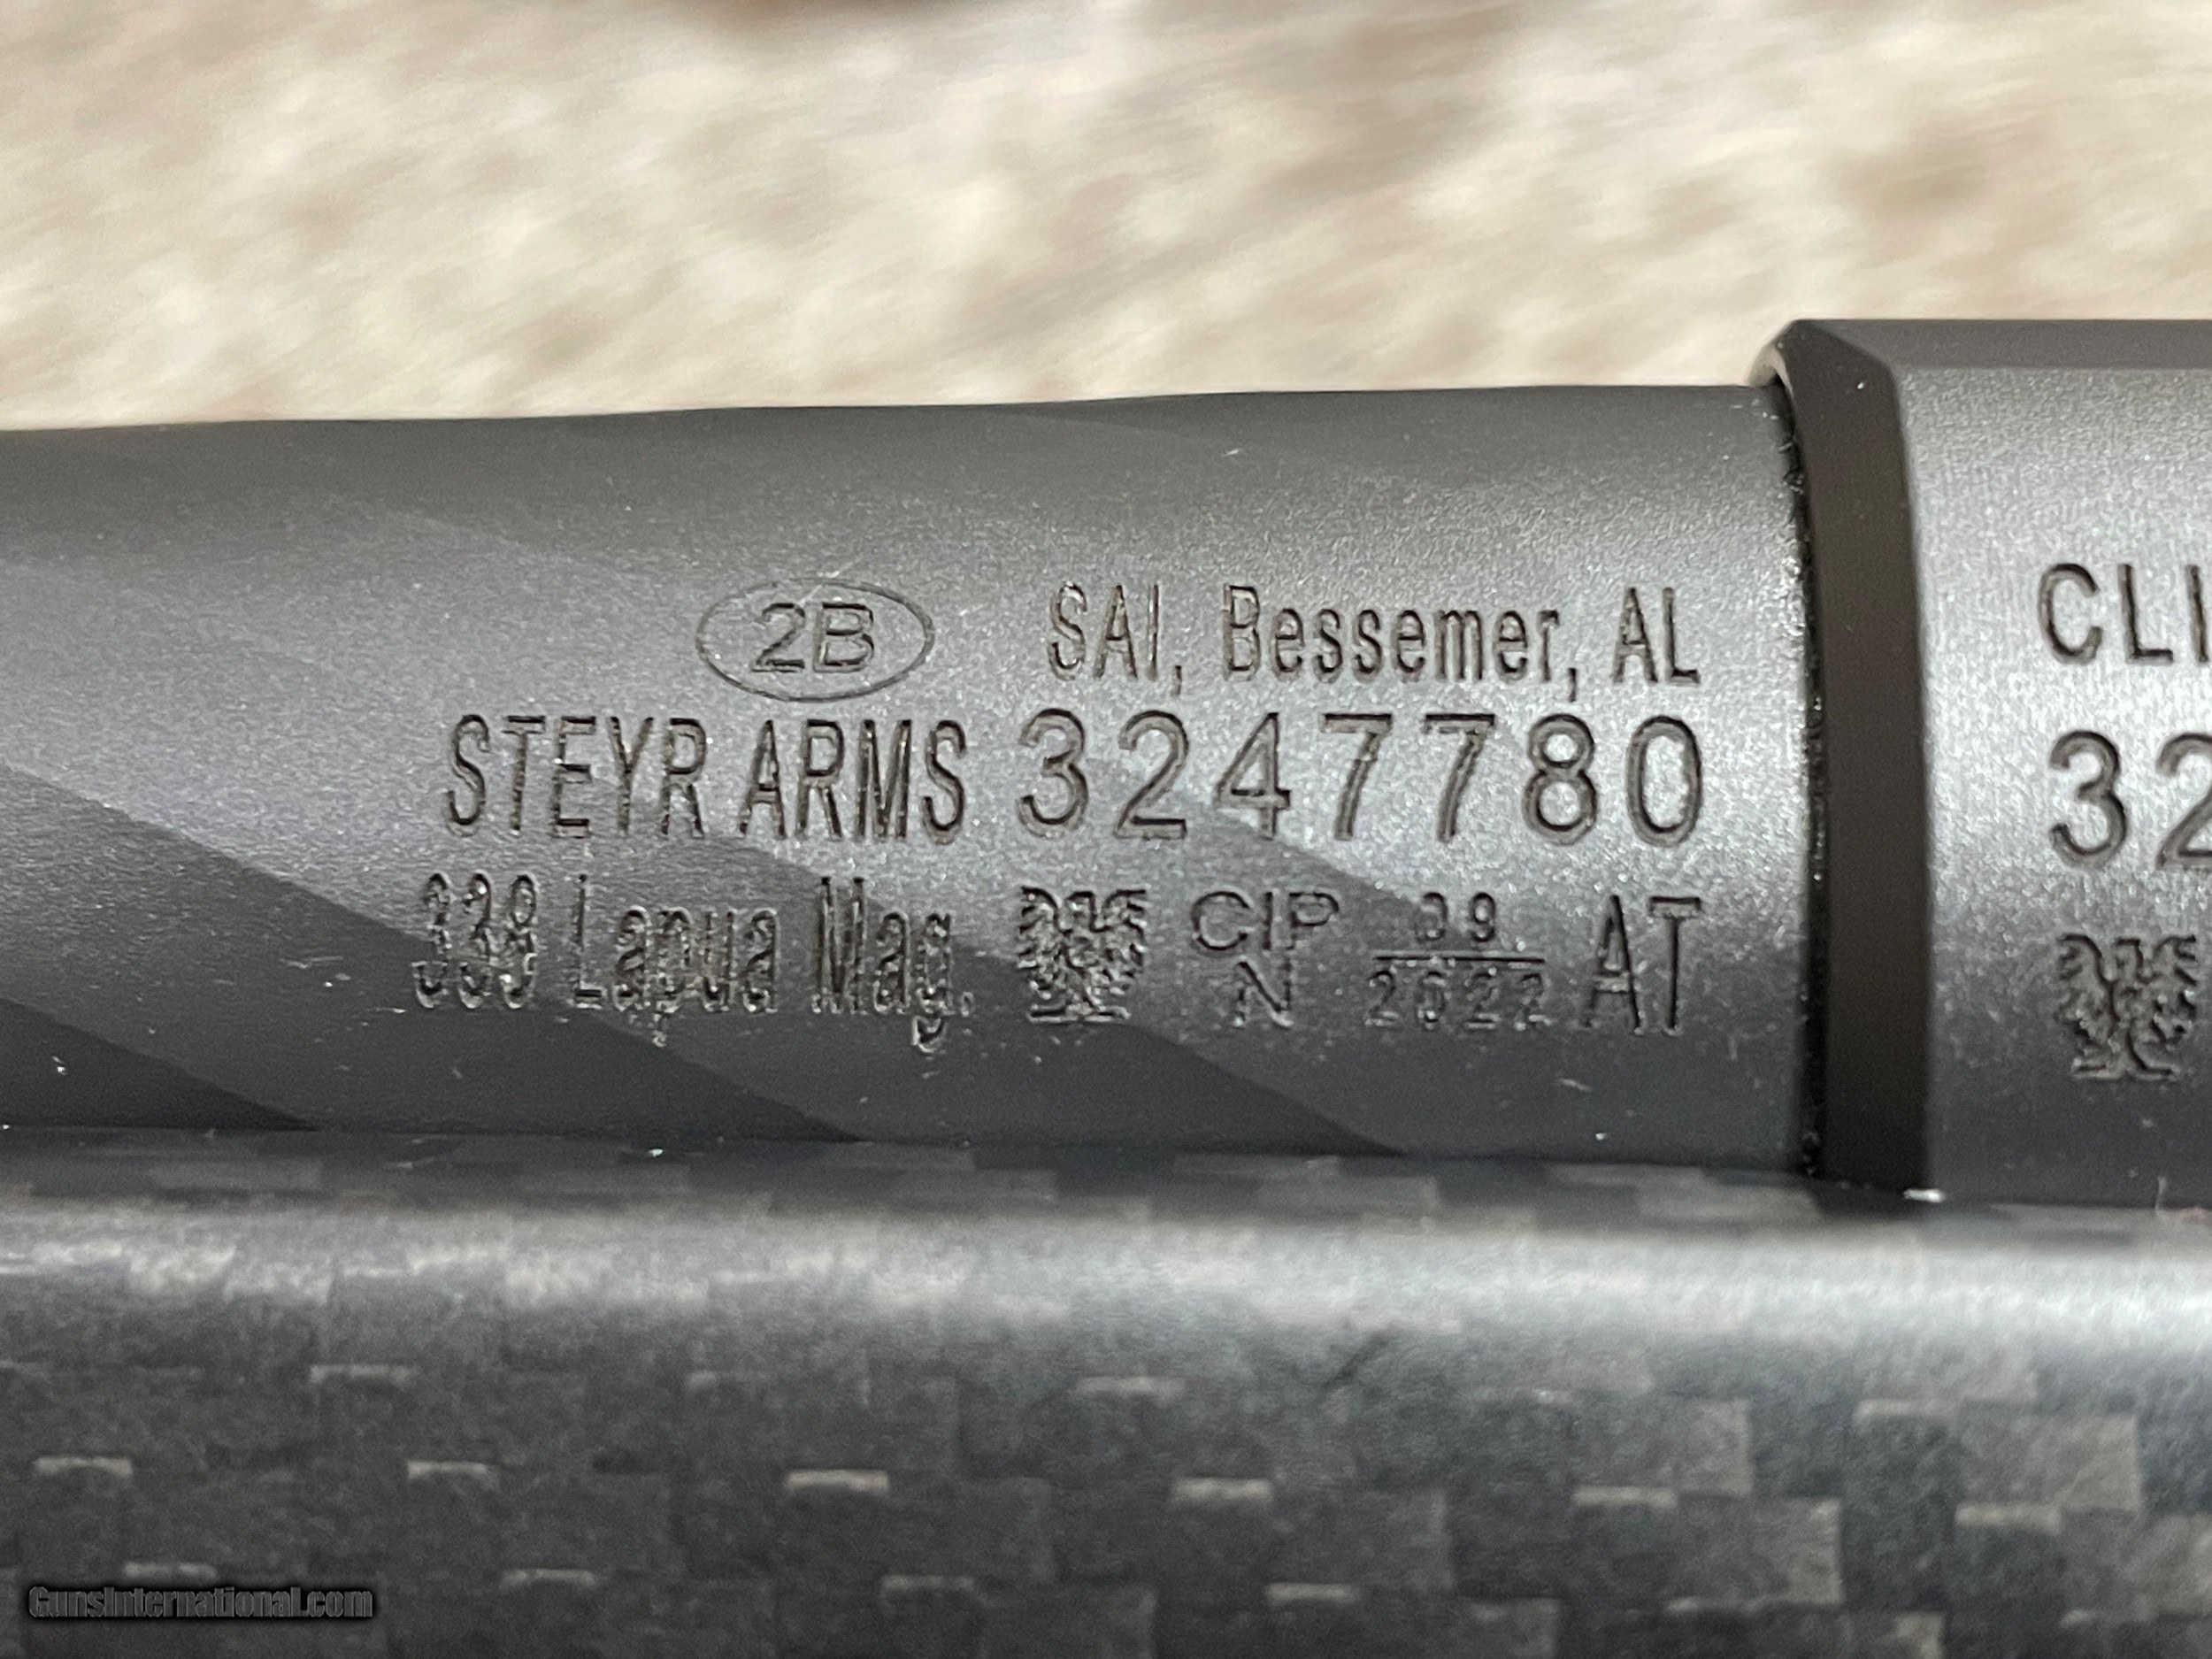 2B SAI, Bessemer, AL
STEYR ARMS 3247780
338 Lapua Mag. CIP N 09 2022 AT
CLI
32
GunsInternational.com